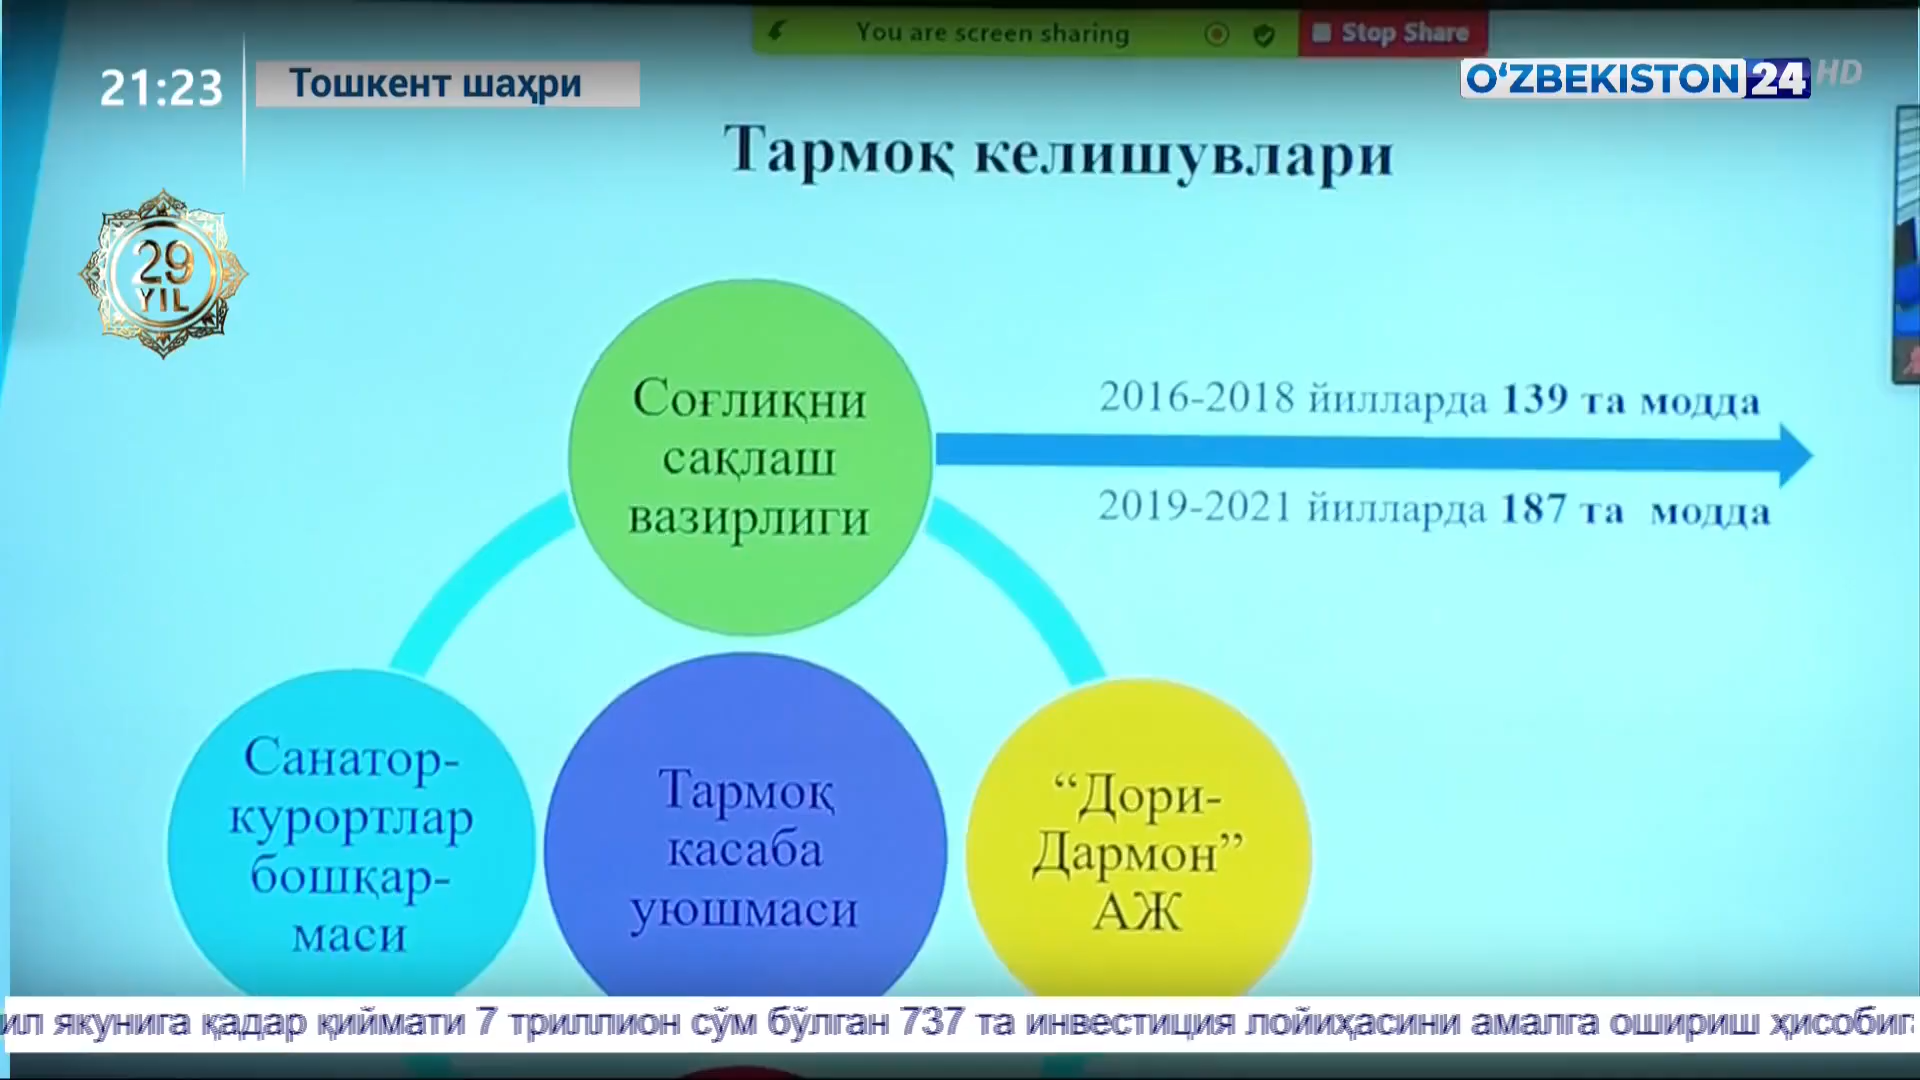 You are screen sharing
Stop Share
21:23
Тошкент шаҳри
O‘ZBEKISTON 24 HD
Тармоқ келишувлари
29
YIL
Соғлиқни
сақлаш
вазирлиги
2016-2018 йилларда 139 та модда
2019-2021 йилларда 187 та модда
Санатор-
курортлар
бошқар-
маси
Тармоқ
касаба
уюшмаси
“Дори-
Дармон”
АЖ
якунига қадар қиймати 7 триллион сўм бўлган 737 та инвестиция лойиҳасини амалга ошириш